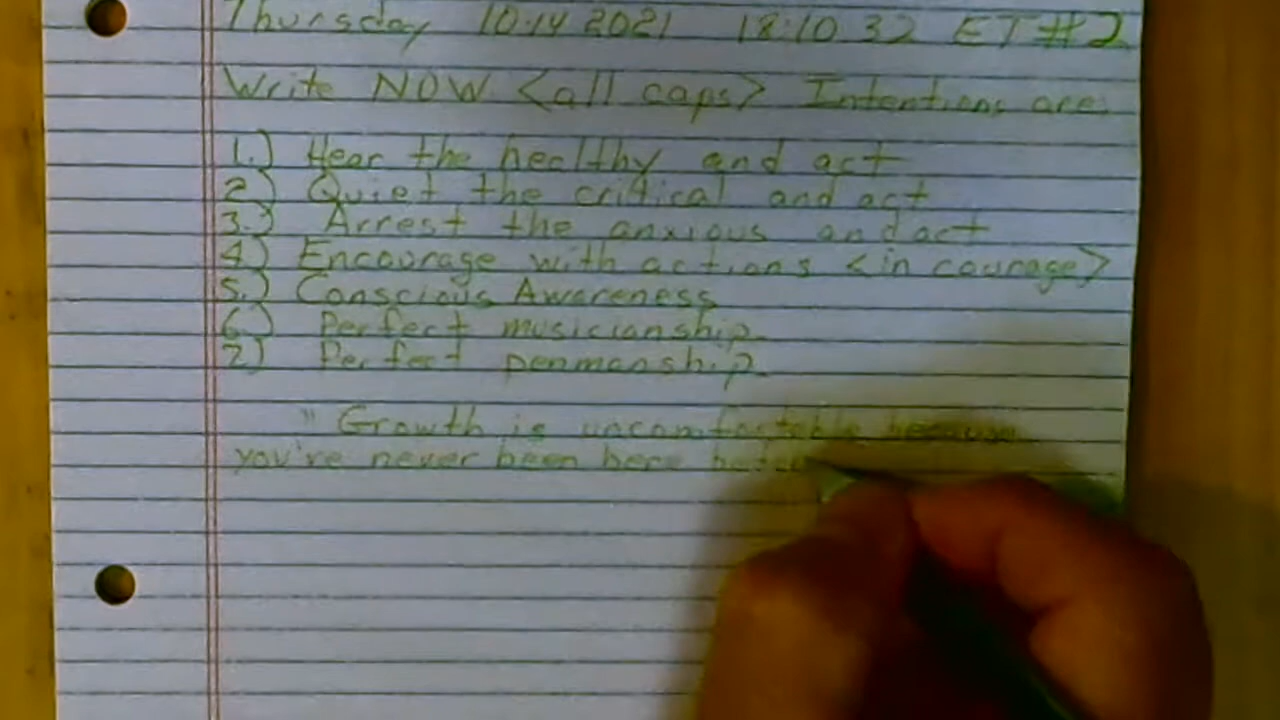 Thursday 10.14 2021 18:10 32 ET #2
Write NOW <all caps> Intentions are:
1.) Hear the healthy and act
2.) Quiet the critical and act
3.) Arrest the anxious and act
4.) Encourage with actions <in courage>
5.) Conscious Awareness
6.) Perfect musicianship.
7.) Perfect penmanship.
" Growth is uncomfortable because
you've never been here before